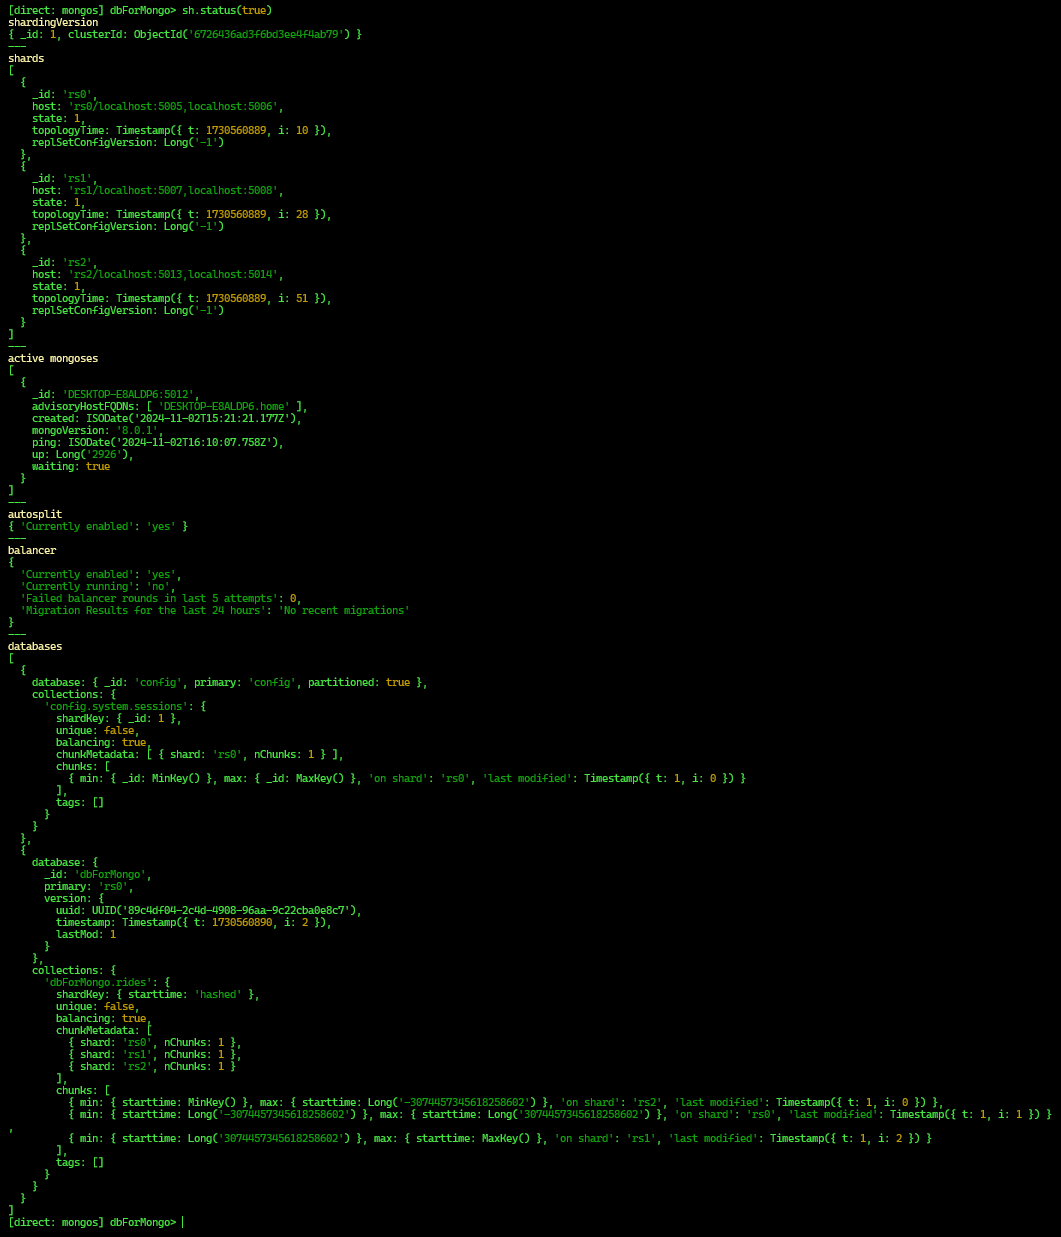 [direct: mongos] dbForMongo> sh.status(true)
shardingVersion
{ _id: 1, clusterId: ObjectId('6726436ad3f6bd3ee4f4ab79') }
---
shards
[
  {
    _id: 'rs0',
    host: 'rs0/localhost:5005,localhost:5006',
    state: 1,
    topologyTime: Timestamp({ t: 1730560889, i: 10 }),
    replSetConfigVersion: Long('-1')
  },
  {
    _id: 'rs1',
    host: 'rs1/localhost:5007,localhost:5008',
    state: 1,
    topologyTime: Timestamp({ t: 1730560889, i: 28 }),
    replSetConfigVersion: Long('-1')
  },
  {
    _id: 'rs2',
    host: 'rs2/localhost:5013,localhost:5014',
    state: 1,
    topologyTime: Timestamp({ t: 1730560889, i: 51 }),
    replSetConfigVersion: Long('-1')
  }
]
---
active mongoses
[
  {
    _id: 'DESKTOP-E8ALDP6:5012',
    advisoryHostFQDNs: [ 'DESKTOP-E8ALDP6.home' ],
    created: ISODate('2024-11-02T15:21:21.177Z'),
    mongoVersion: '8.0.1',
    ping: ISODate('2024-11-02T16:10:07.758Z'),
    up: Long('2926'),
    waiting: true
  }
]
---
autosplit
{ 'Currently enabled': 'yes' }
---
balancer
{
  'Currently enabled': 'yes',
  'Currently running': 'no',
  'Failed balancer rounds in last 5 attempts': 0,
  'Migration Results for the last 24 hours': 'No recent migrations'
}
---
databases
[
  {
    database: { _id: 'config', primary: 'config', partitioned: true },
    collections: {
      'config.system.sessions': {
        shardKey: { _id: 1 },
        unique: false,
        balancing: true,
        chunkMetadata: [ { shard: 'rs0', nChunks: 1 } ],
        chunks: [
          { min: { _id: MinKey() }, max: { _id: MaxKey() }, 'on shard': 'rs0', 'last modified': Timestamp({ t: 1, i: 0 }) }
        ],
        tags: []
      }
    }
  },
  {
    database: {
      _id: 'dbForMongo',
      primary: 'rs0',
      version: {
        uuid: UUID('89c4df04-2c4d-4908-96aa-9c22cba0e8c7'),
        timestamp: Timestamp({ t: 1730560890, i: 2 }),
        lastMod: 1
      }
    },
    collections: {
      'dbForMongo.rides': {
        shardKey: { starttime: 'hashed' },
        unique: false,
        balancing: true,
        chunkMetadata: [
          { shard: 'rs0', nChunks: 1 },
          { shard: 'rs1', nChunks: 1 },
          { shard: 'rs2', nChunks: 1 }
        ],
        chunks: [
          { min: { starttime: MinKey() }, max: { starttime: Long('-3074457345618258602') }, 'on shard': 'rs2', 'last modified': Timestamp({ t: 1, i: 0 }) },
          { min: { starttime: Long('-3074457345618258602') }, max: { starttime: Long('3074457345618258602') }, 'on shard': 'rs0', 'last modified': Timestamp({ t: 1, i: 1 }) }
,
          { min: { starttime: Long('3074457345618258602') }, max: { starttime: MaxKey() }, 'on shard': 'rs1', 'last modified': Timestamp({ t: 1, i: 2 }) }
        ],
        tags: []
      }
    }
  }
]
[direct: mongos] dbForMongo>